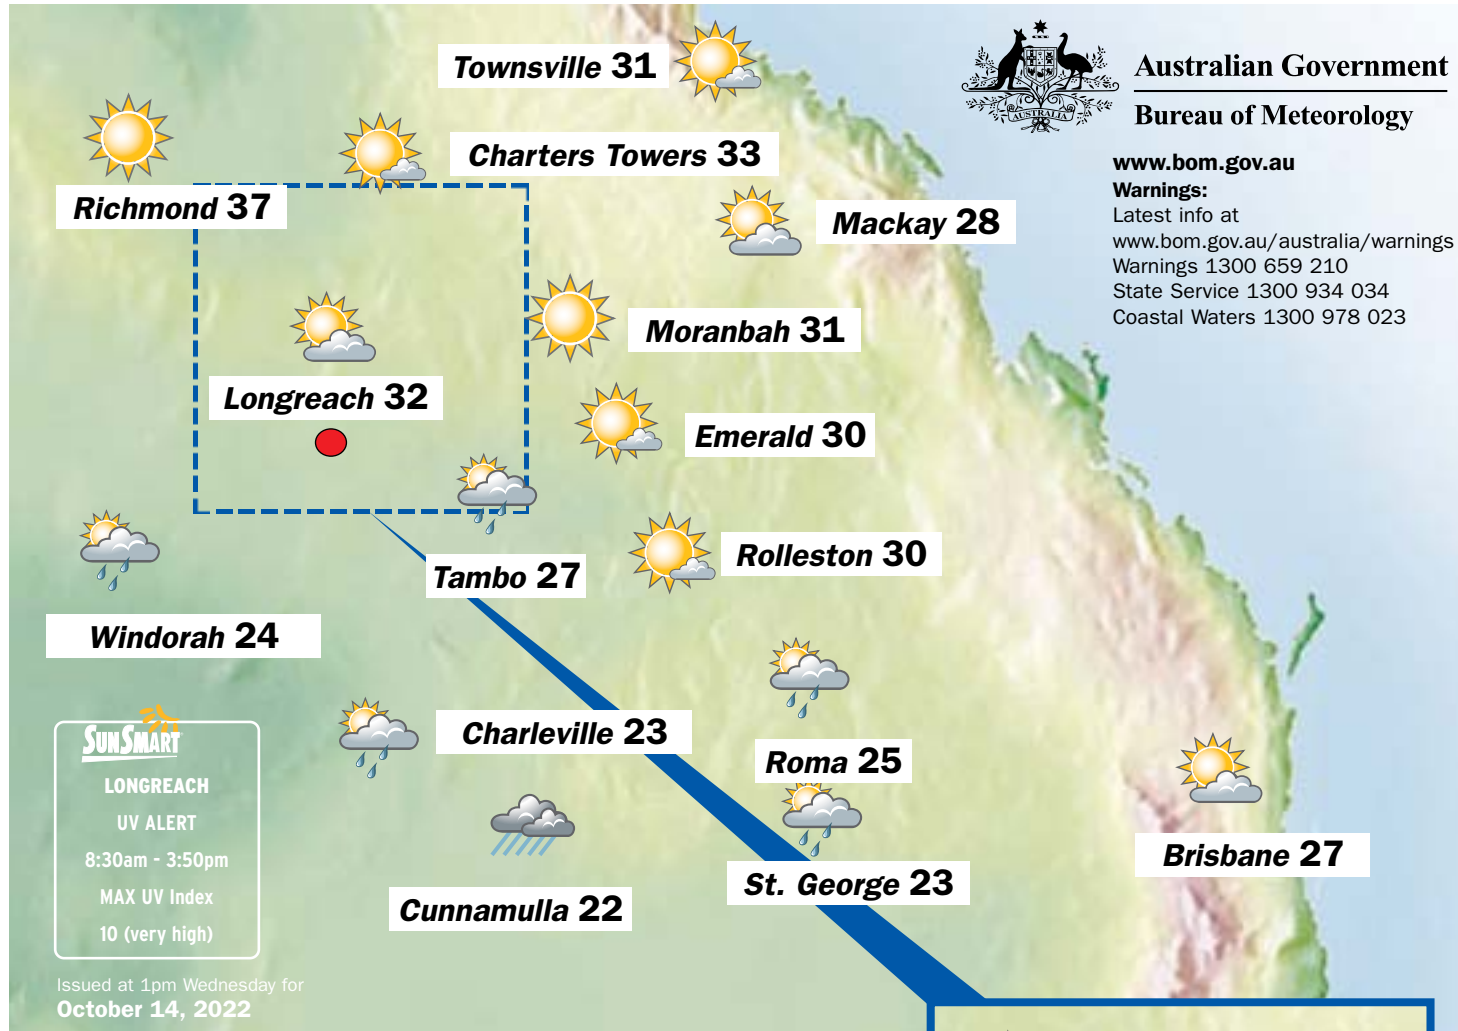 Townsville 31
Charters Towers 33
Richmond 37
Mackay 28
Moranbah 31
Longreach 32
Emerald 30
Rolleston 30
Tambo 27
Windorah 24
Charleville 23
Roma 25
St. George 23
Cunnamulla 22
Brisbane 27
AUSTRALIA
Australian Government
Bureau of Meteorology
www.bom.gov.au
Warnings:
Latest info at
www.bom.gov.au/australia/warnings
Warnings 1300 659 210
State Service 1300 934 034
Coastal Waters 1300 978 023
SUNSMART
LONGREACH
UV ALERT
8:30am - 3:50pm
MAX UV Index
10 (very high)
Issued at 1pm Wednesday for
October 14, 2022